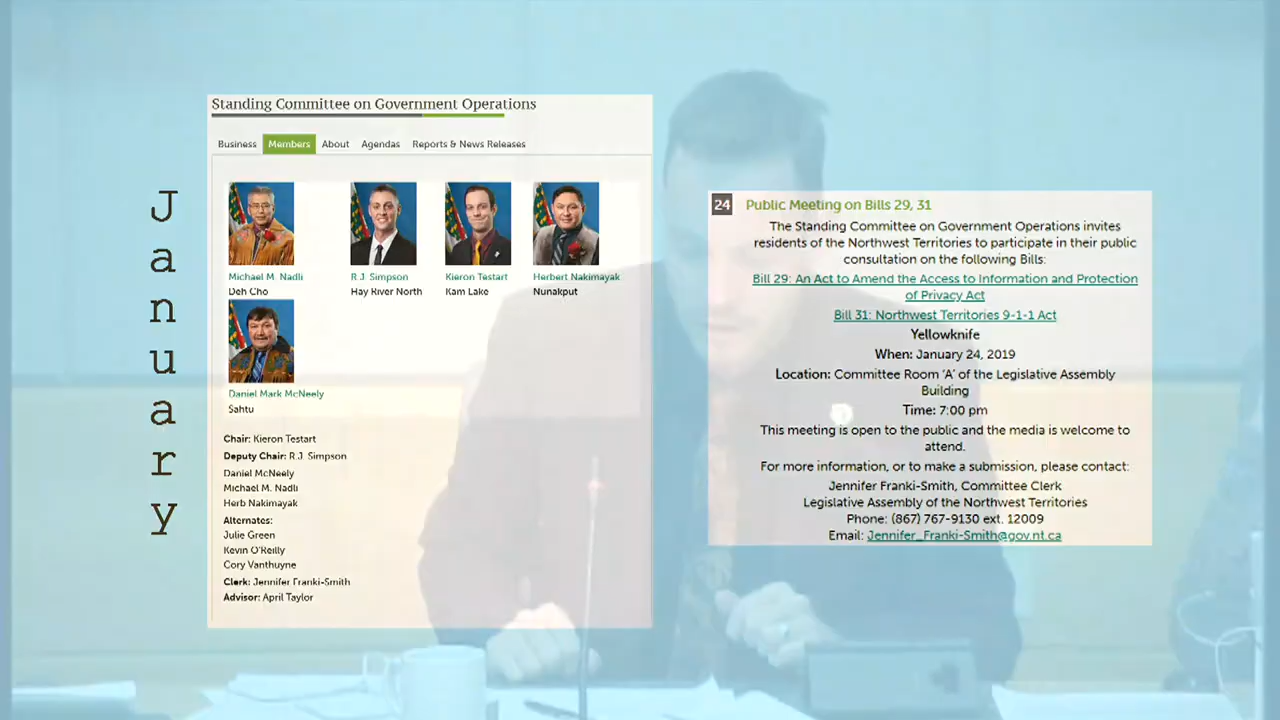 January
Standing Committee on Government Operations
Business Members About Agendas Reports & News Releases
Michael M. Nadli
Deh Cho
R.J. Simpson
Hay River North
Kieron Testart
Kam Lake
Herbert Nakimayak
Nunakput
Daniel Mark McNeely
Sahtu
Chair: Kieron Testart
Deputy Chair: R.J. Simpson
Daniel McNeely
Michael M. Nadli
Herb Nakimayak
Alternates:
Julie Green
Kevin O'Reilly
Cory Vanthuyne
Clerk: Jennifer Franki-Smith
Advisor: April Taylor
24 Public Meeting on Bills 29, 31
The Standing Committee on Government Operations invites
residents of the Northwest Territories to participate in their public
consultation on the following Bills:
Bill 29: An Act to Amend the Access to Information and Protection
of Privacy Act
Bill 31: Northwest Territories 9-1-1 Act
Yellowknife
When: January 24, 2019
Location: Committee Room ‘A’ of the Legislative Assembly
Building
Time: 7:00 pm
This meeting is open to the public and the media is welcome to
attend.
For more information, or to make a submission, please contact:
Jennifer Franki-Smith, Committee Clerk
Legislative Assembly of the Northwest Territories
Phone: (867) 767-9130 ext. 12009
Email: Jennifer_Franki-Smith@gov.nt.ca